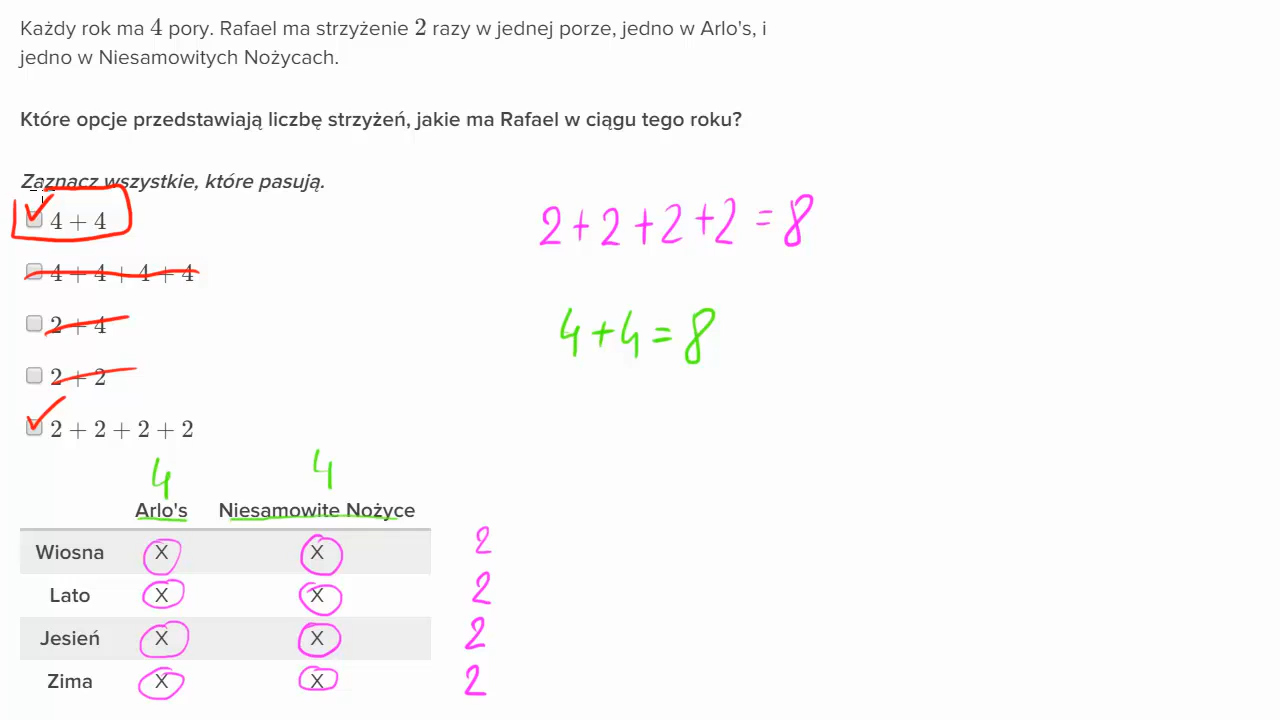 Każdy rok ma 4 pory. Rafael ma strzyżenie 2 razy w jednej porze, jedno w Arlo's, i
jedno w Niesamowitych Nożycach.
Które opcje przedstawiają liczbę strzyżeń, jakie ma Rafael w ciągu tego roku?
Zaznacz wszystkie, które pasują.
4 + 4
4 + 4 + 4 + 4
2 + 4
2 + 2
2 + 2 + 2 + 2
2 + 2 + 2 + 2 = 8
4 + 4 = 8
4 4
Arlo's Niesamowite Nożyce
Wiosna X X 2
Lato X X 2
Jesień X X 2
Zima X X 2